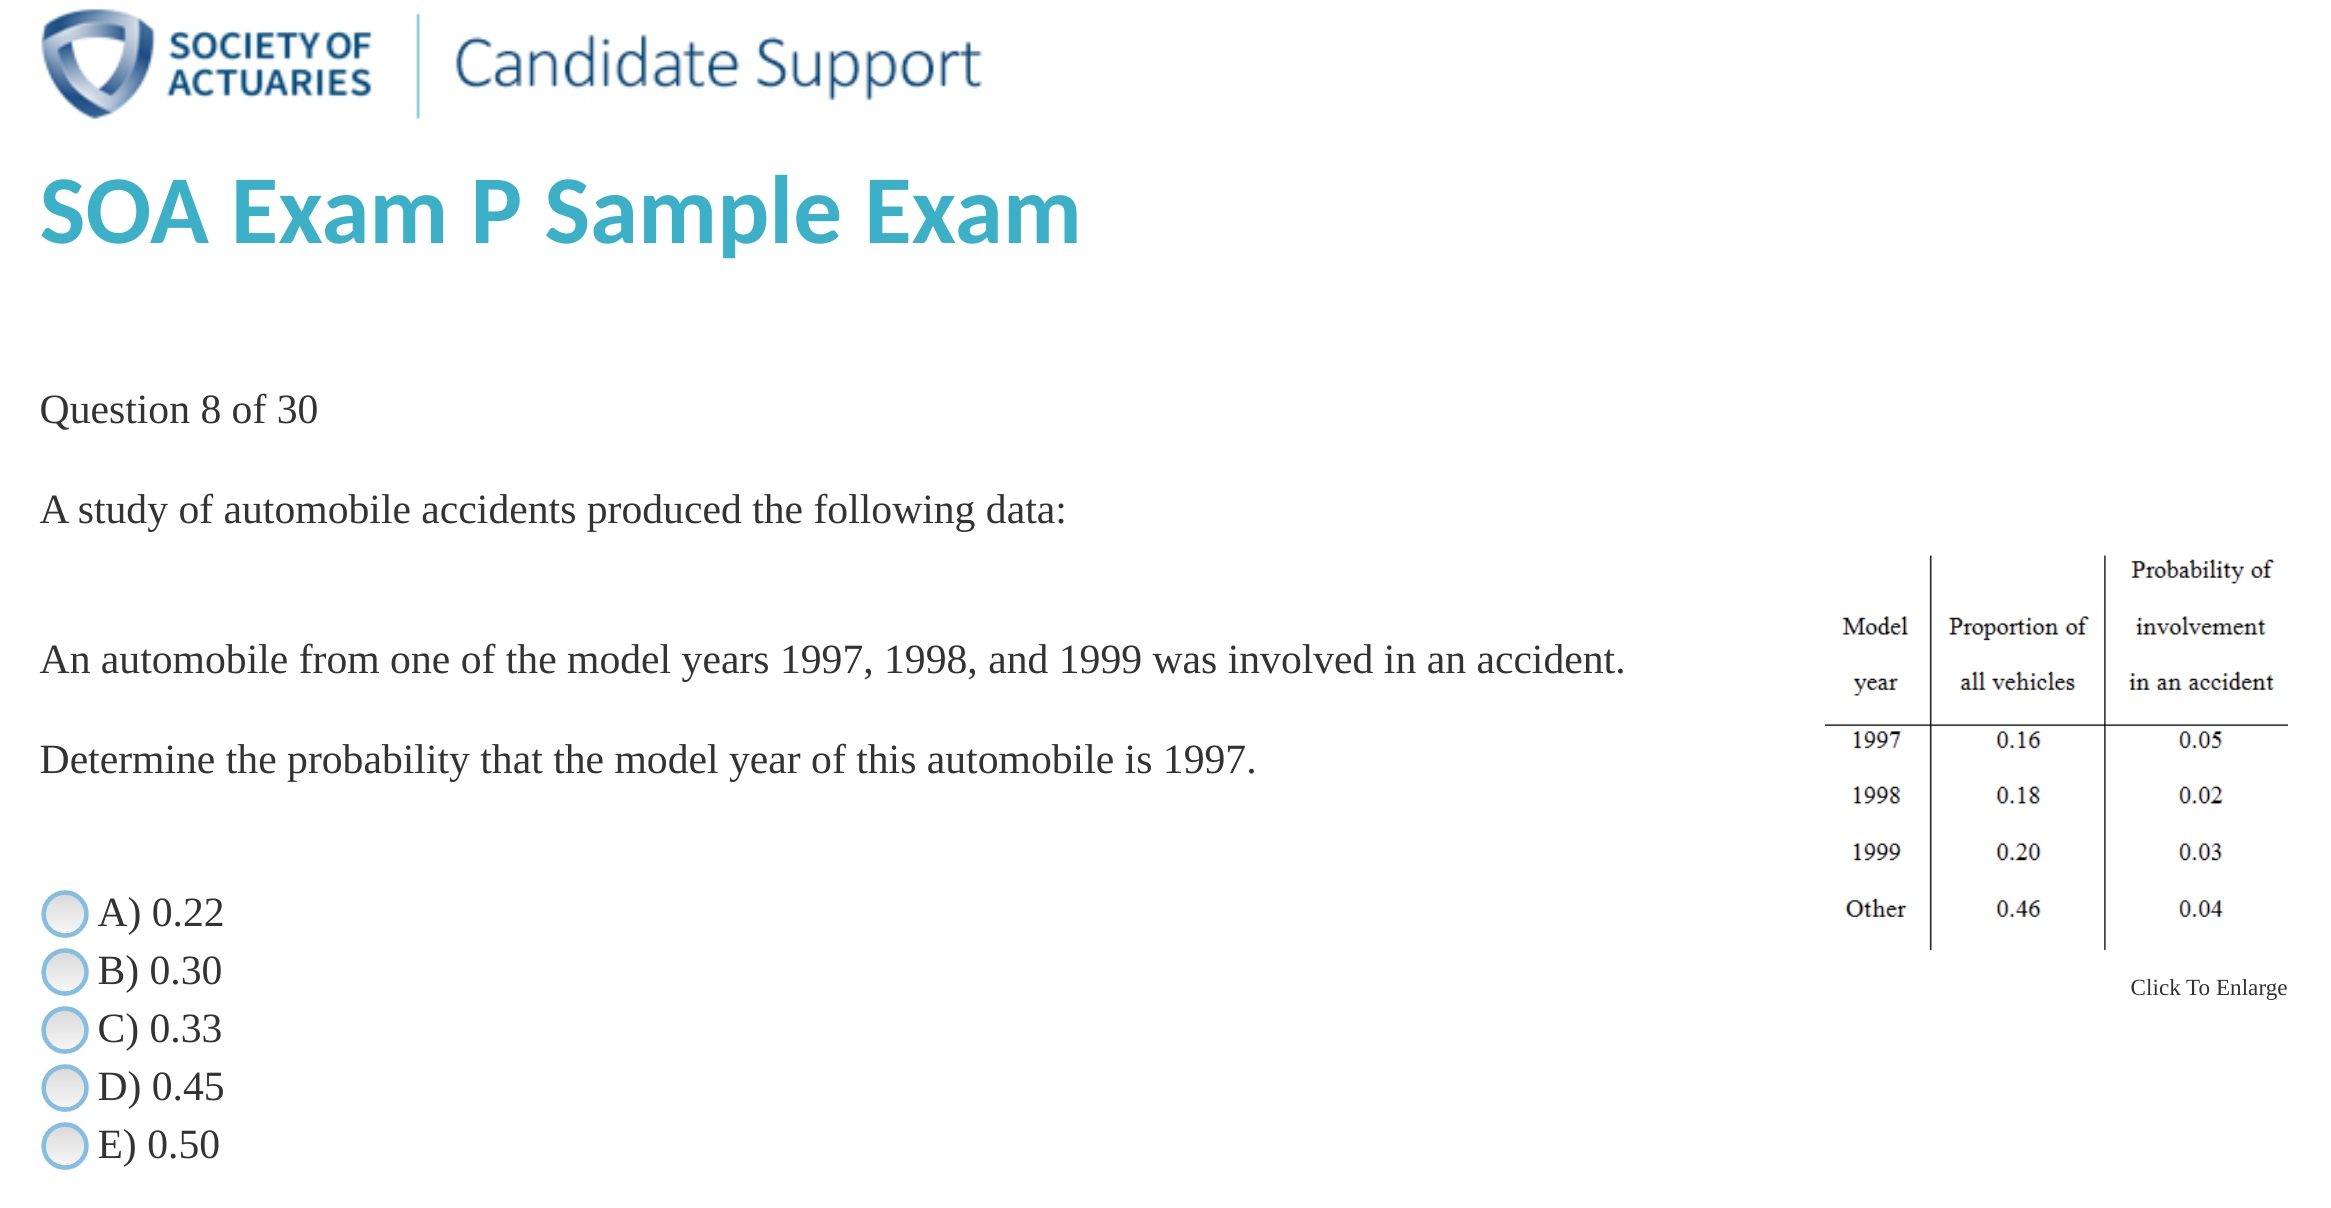 SOCIETY OF
ACTUARIES
Candidate Support
SOA Exam P Sample Exam
Question 8 of 30
A study of automobile accidents produced the following data:
An automobile from one of the model years 1997, 1998, and 1999 was involved in an accident.
Determine the probability that the model year of this automobile is 1997.
Probability of
Model Proportion of involvement
year all vehicles in an accident
1997 0.16 0.05
1998 0.18 0.02
1999 0.20 0.03
Other 0.46 0.04
Click To Enlarge
A) 0.22
B) 0.30
C) 0.33
D) 0.45
E) 0.50